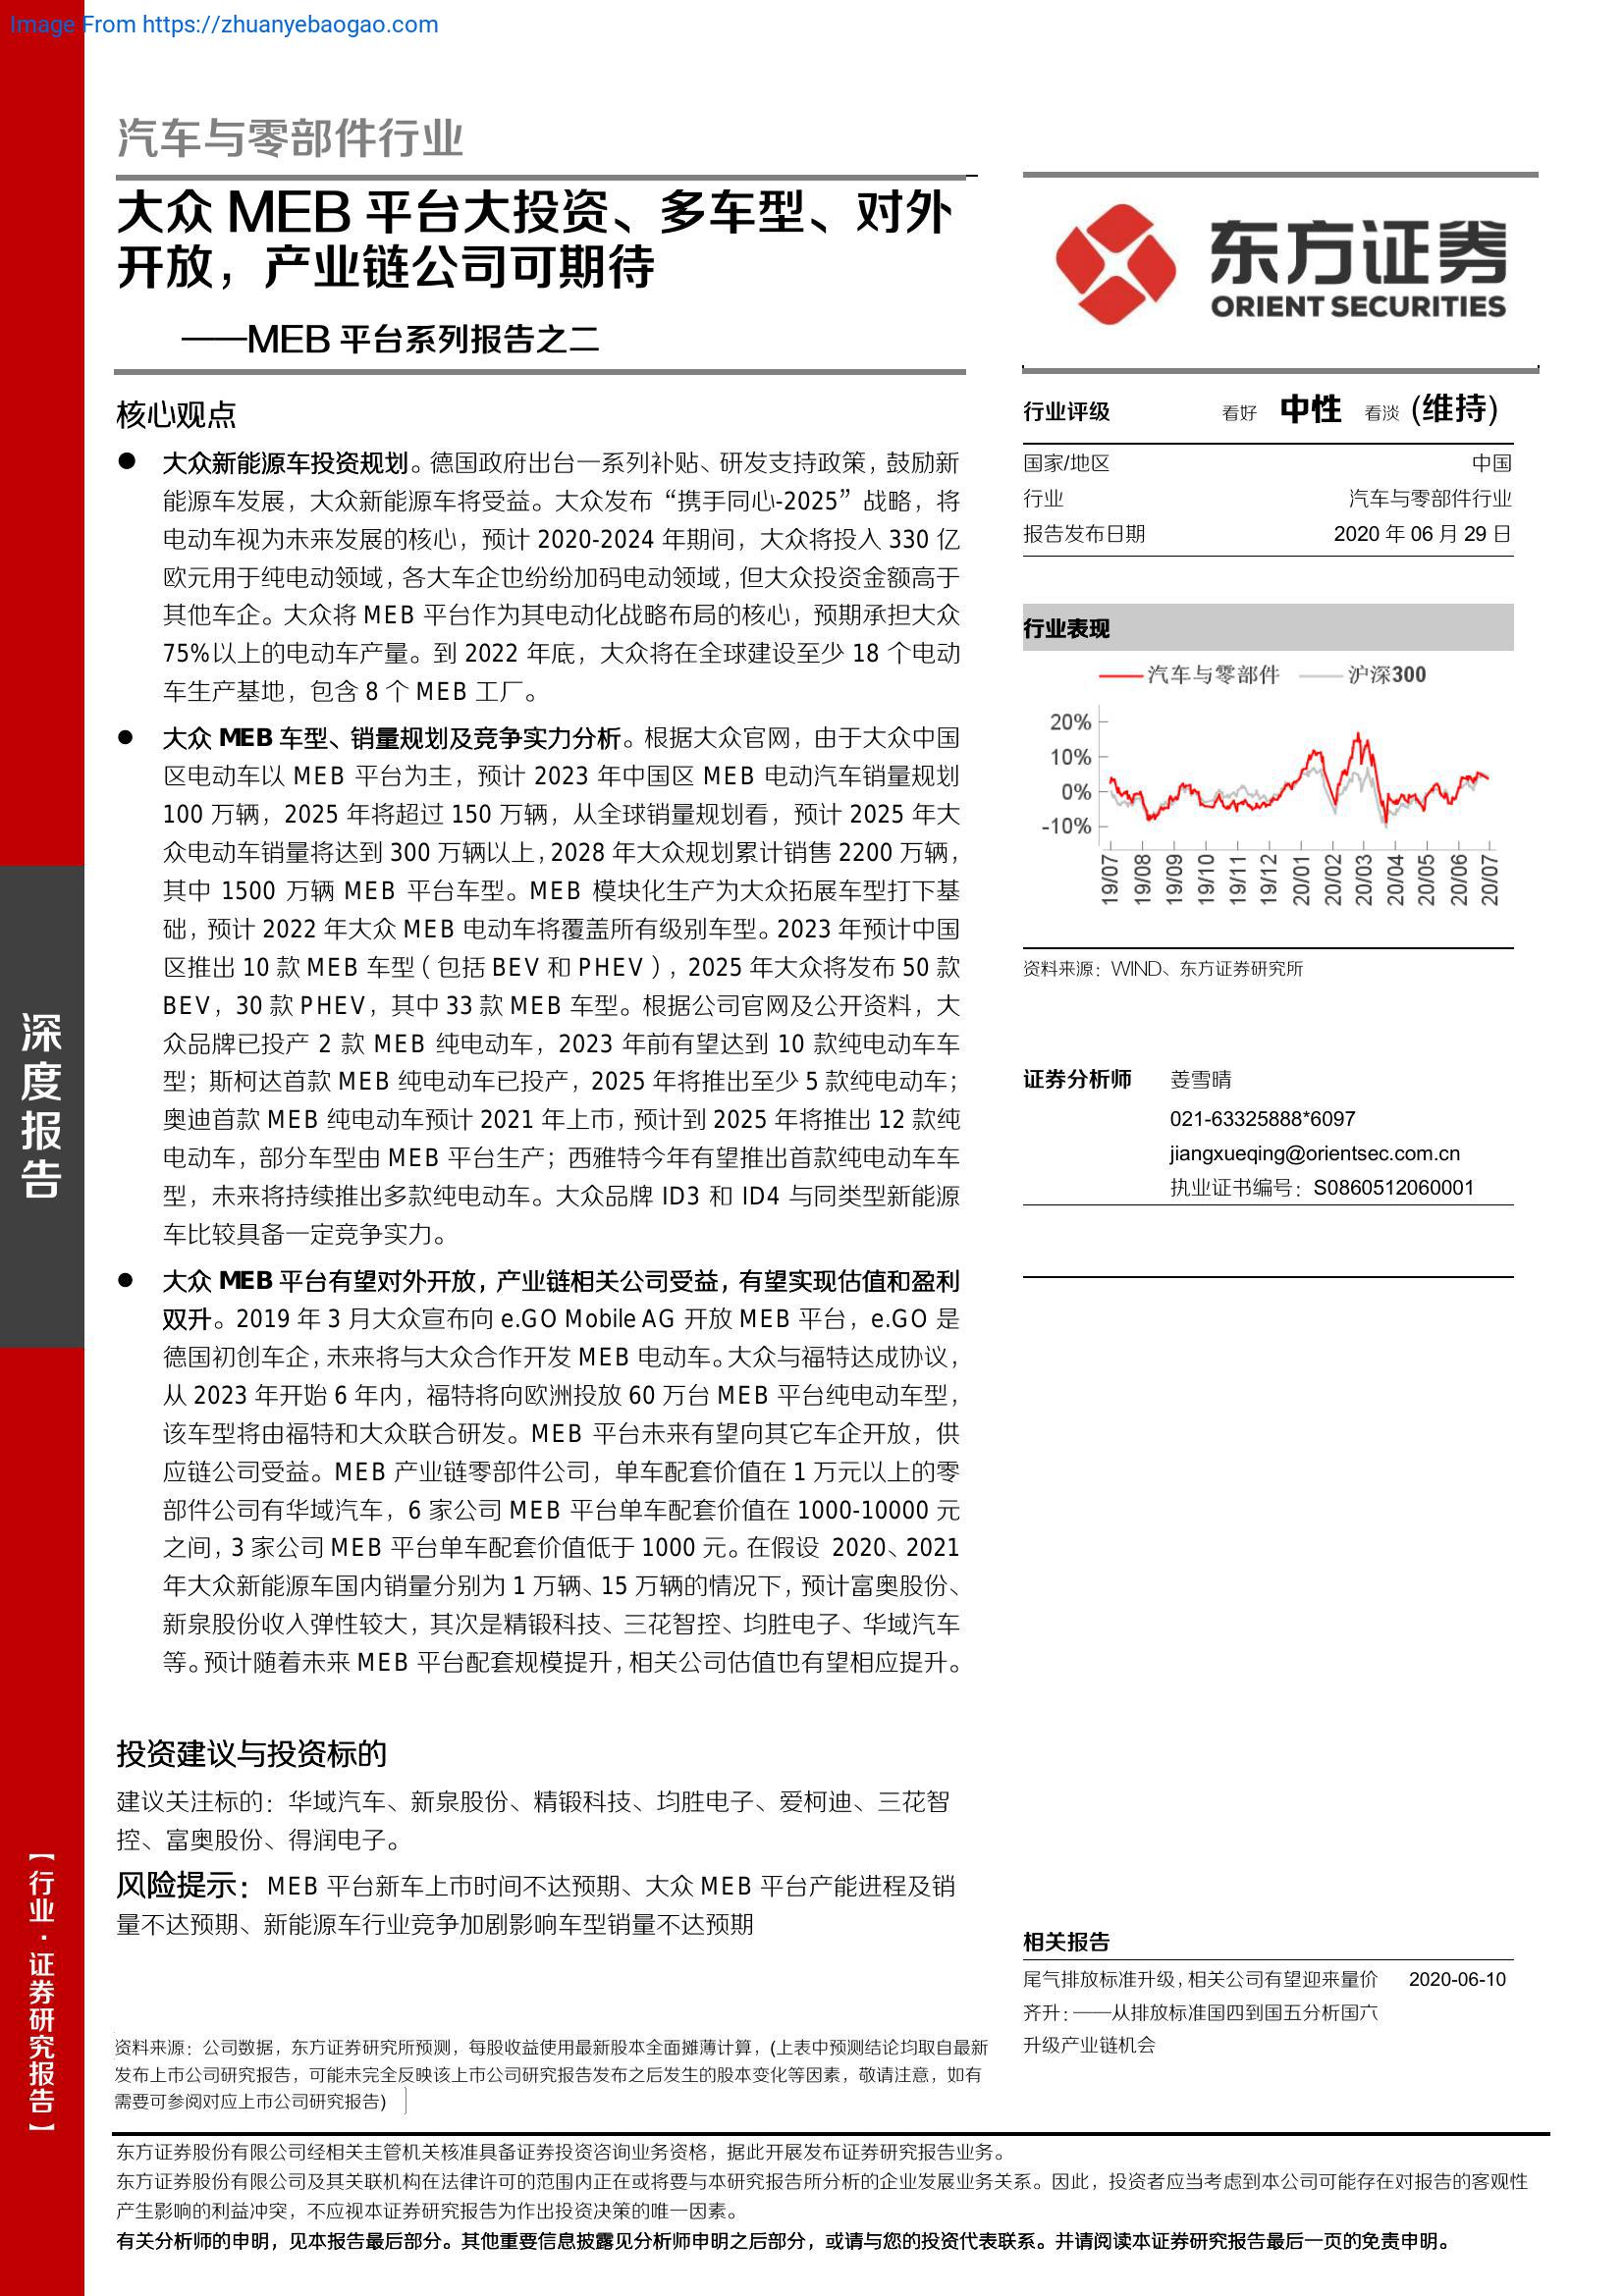 Image From https://zhuanyebaogao.com
汽车与零部件行业
大众 MEB 平台大投资、多车型、对外
开放，产业链公司可期待
——MEB 平台系列报告之二
核心观点
● 大众新能源车投资规划。德国政府出台一系列补贴、研发支持政策，鼓励新
能源车发展，大众新能源车将受益。大众发布“携手同心-2025”战略，将
电动车视为未来发展的核心，预计 2020-2024 年期间，大众将投入 330 亿
欧元用于纯电动领域，各大车企也纷纷加码电动领域，但大众投资金额高于
其他车企。大众将 MEB 平台作为其电动化战略布局的核心，预期承担大众
75%以上的电动车产量。到 2022 年底，大众将在全球建设至少 18 个电动
车生产基地，包含 8 个 MEB 工厂。
● 大众 MEB 车型、销量规划及竞争实力分析。根据大众官网，由于大众中国
区电动车以 MEB 平台为主，预计 2023 年中国区 MEB 电动汽车销量规划
100 万辆，2025 年将超过 150 万辆，从全球销量规划看，预计 2025 年大
众电动车销量将达到 300 万辆以上，2028 年大众规划累计销售 2200 万辆，
其中 1500 万辆 MEB 平台车型。MEB 模块化生产为大众拓展车型打下基
础，预计 2022 年大众 MEB 电动车将覆盖所有级别车型。2023 年预计中国
区推出 10 款 MEB 车型（包括 BEV 和 PHEV），2025 年大众将发布 50 款
BEV，30 款 PHEV，其中 33 款 MEB 车型。根据公司官网及公开资料，大
众品牌已投产 2 款 MEB 纯电动车，2023 年前有望达到 10 款纯电动车车
型；斯柯达首款 MEB 纯电动车已投产，2025 年将推出至少 5 款纯电动车；
奥迪首款 MEB 纯电动车预计 2021 年上市，预计到 2025 年将推出 12 款纯
电动车，部分车型由 MEB 平台生产；西雅特今年有望推出首款纯电动车车
型，未来将持续推出多款纯电动车。大众品牌 ID3 和 ID4 与同类型新能源
车比较具备一定竞争实力。
● 大众 MEB 平台有望对外开放，产业链相关公司受益，有望实现估值和盈利
双升。2019 年 3 月大众宣布向 e.GO Mobile AG 开放 MEB 平台，e.GO 是
德国初创车企，未来将与大众合作开发 MEB 电动车。大众与福特达成协议，
从 2023 年开始 6 年内，福特将向欧洲投放 60 万台 MEB 平台纯电动车型，
该车型将由福特和大众联合研发。MEB 平台未来有望向其它车企开放，供
应链公司受益。MEB 产业链零部件公司，单车配套价值在 1 万元以上的零
部件公司有华域汽车，6 家公司 MEB 平台单车配套价值在 1000-10000 元
之间，3 家公司 MEB 平台单车配套价值低于 1000 元。在假设 2020、2021
年大众新能源车国内销量分别为 1 万辆、15 万辆的情况下，预计富奥股份、
新泉股份收入弹性较大，其次是精锻科技、三花智控、均胜电子、华域汽车
等。预计随着未来 MEB 平台配套规模提升，相关公司估值也有望相应提升。
投资建议与投资标的
建议关注标的：华域汽车、新泉股份、精锻科技、均胜电子、爱柯迪、三花智
控、富奥股份、得润电子。
风险提示：MEB 平台新车上市时间不达预期、大众 MEB 平台产能进程及销
量不达预期、新能源车行业竞争加剧影响车型销量不达预期
资料来源：公司数据，东方证券研究所预测，每股收益使用最新股本全面摊薄计算，(上表中预测结论均取自最新
发布上市公司研究报告，可能未完全反映该上市公司研究报告发布之后发生的股本变化等因素，敬请注意，如有
需要可参阅对应上市公司研究报告)
东方证券
ORIENT SECURITIES
行业评级 看好 中性 看淡 (维持)
国家/地区 中国
行业 汽车与零部件行业
报告发布日期 2020 年 06 月 29 日
行业表现
汽车与零部件 沪深300
20%
10%
0%
-10%
19/07 19/08 19/09 19/10 19/11 19/12 20/01 20/02 20/03 20/04 20/05 20/06 20/07
资料来源：WIND、东方证券研究所
证券分析师 姜雪晴
021-63325888*6097
jiangxueqing@orientsec.com.cn
执业证书编号：S0860512060001
相关报告
尾气排放标准升级，相关公司有望迎来量价 2020-06-10
齐升：——从排放标准国四到国五分析国六
升级产业链机会
深度报告
【行业·证券研究报告】
东方证券股份有限公司经相关主管机关核准具备证券投资咨询业务资格，据此开展发布证券研究报告业务。
东方证券股份有限公司及其关联机构在法律许可的范围内正在或将要与本研究报告所分析的企业发展业务关系。因此，投资者应当考虑到本公司可能存在对报告的客观性
产生影响的利益冲突，不应视本证券研究报告为作出投资决策的唯一因素。
有关分析师的申明，见本报告最后部分。其他重要信息披露见分析师申明之后部分，或请与您的投资代表联系。并请阅读本证券研究报告最后一页的免责申明。